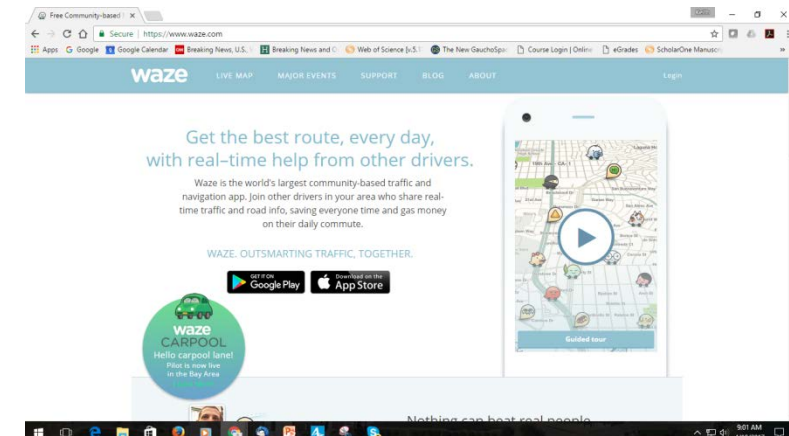 Free Community-based
Secure | https://www.waze.com
Apps Google Google Calendar Breaking News, U.S. Breaking News and Web of Science [v.5. The New GauchoSpa Course Login | Online eGrades ScholarOne Manusc
waze LIVE MAP MAJOR EVENTS SUPPORT BLOG ABOUT Login
Get the best route, every day,
with real-time help from other drivers.
Waze is the world's largest community-based traffic and
navigation app. Join other drivers in your area who share real-
time traffic and road info, saving everyone time and gas money
on their daily commute.
WAZE. OUTSMARTING TRAFFIC, TOGETHER.
GET IT ON
Google Play
Download on the
App Store
waze
CARPOOL
Hello carpool lane!
Pilot is now live
in the Bay Area
Guided tour
Nothing can beat real people
9:01 AM